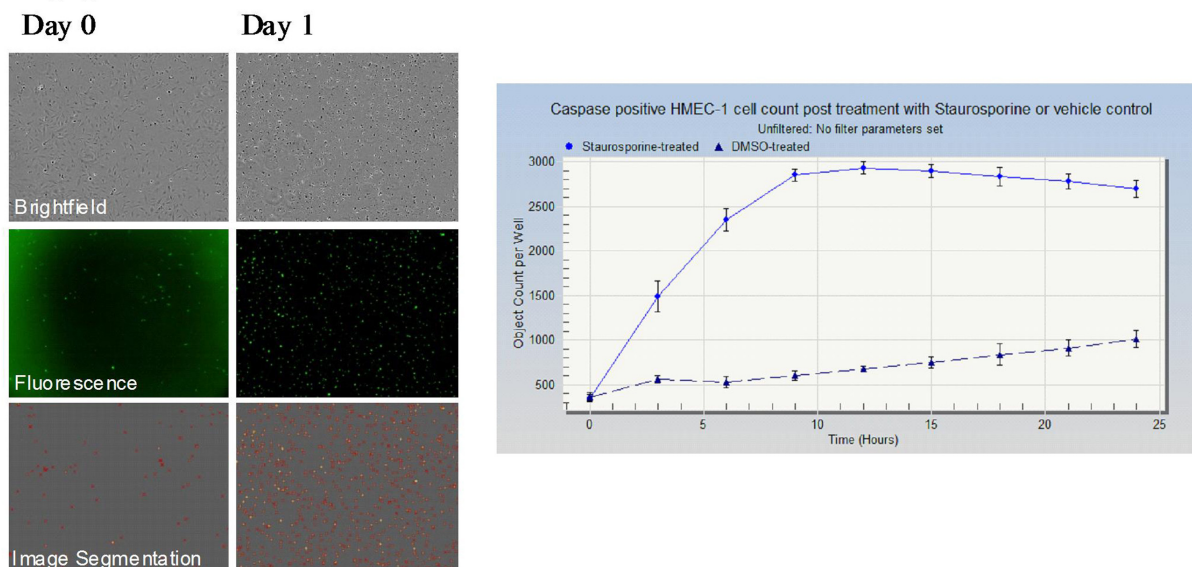 Day 0
Day 1
Brightfield
Fluorescence
Image Segmentation
Caspase positive HMEC-1 cell count post treatment with Staurosporine or vehicle control
Unfiltered: No filter parameters set
Staurosporine-treated
DMSO-treated
Object Count per Well
3000
2500
2000
1500
1000
500
0
5
10
15
20
25
Time (Hours)